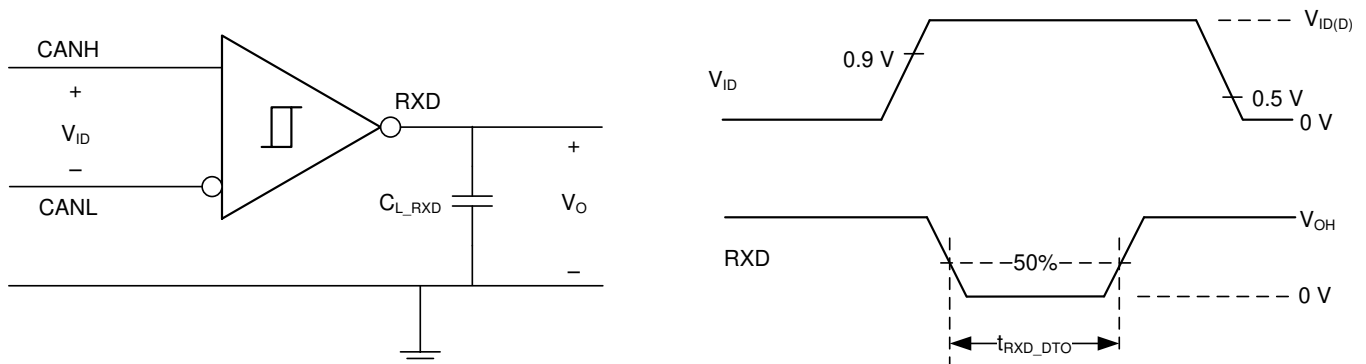 CANH
+
V_ID
–
CANL
RXD
C_L_RXD
+
V_O
–
V_ID
0.9 V
V_ID(D)
0.5 V
0 V
RXD
V_OH
50%
0 V
t_RXD_DTO